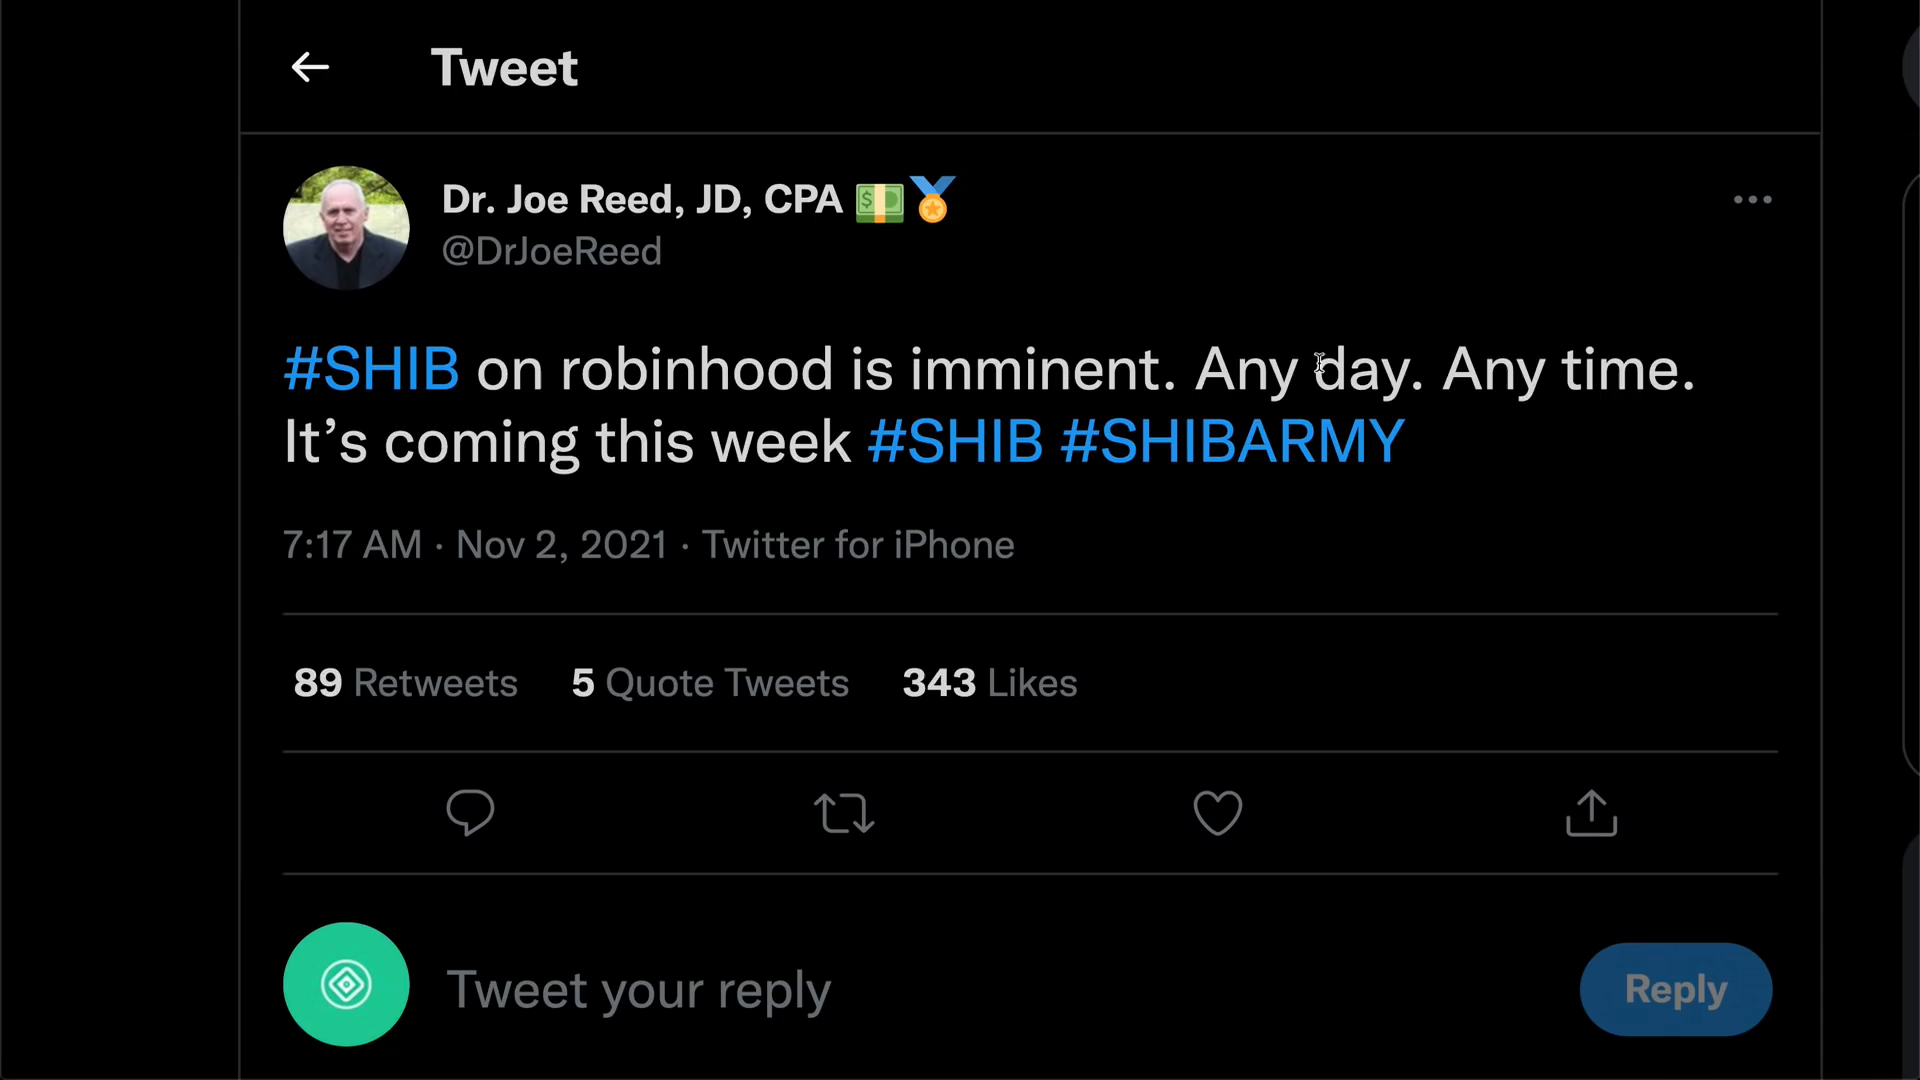 Tweet
Dr. Joe Reed, JD, CPA 💵🏅
@DrJoeReed
#SHIB on robinhood is imminent. Any day. Any time.
It’s coming this week #SHIB #SHIBARMY
7:17 AM · Nov 2, 2021 · Twitter for iPhone
89 Retweets 5 Quote Tweets 343 Likes
Tweet your reply
Reply